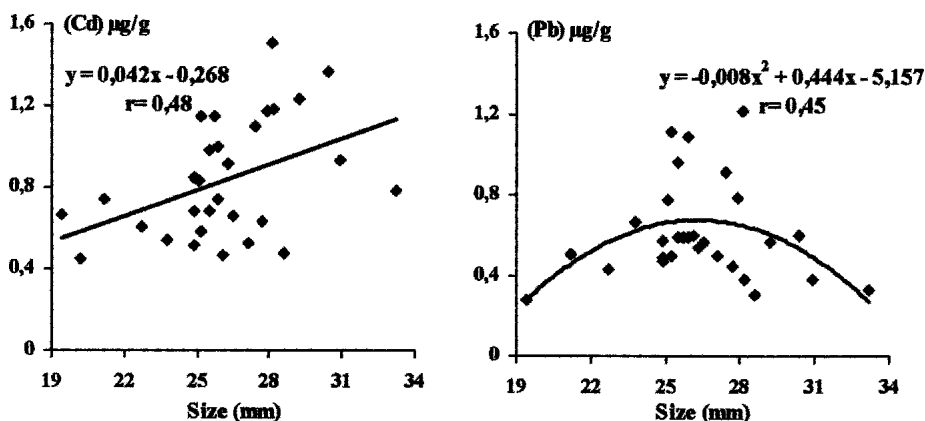 (Cd) µg/g
1,6
1,2
0,8
0,4
0
y = 0,042x - 0,268
r= 0,48
19 22 25 28 31 34
Size (mm)
(Pb) µg/g
1,6
1,2
0,8
0,4
0
y = -0,008x² + 0,444x - 5,157
r= 0,45
19 22 25 28 31 34
Size (mm)